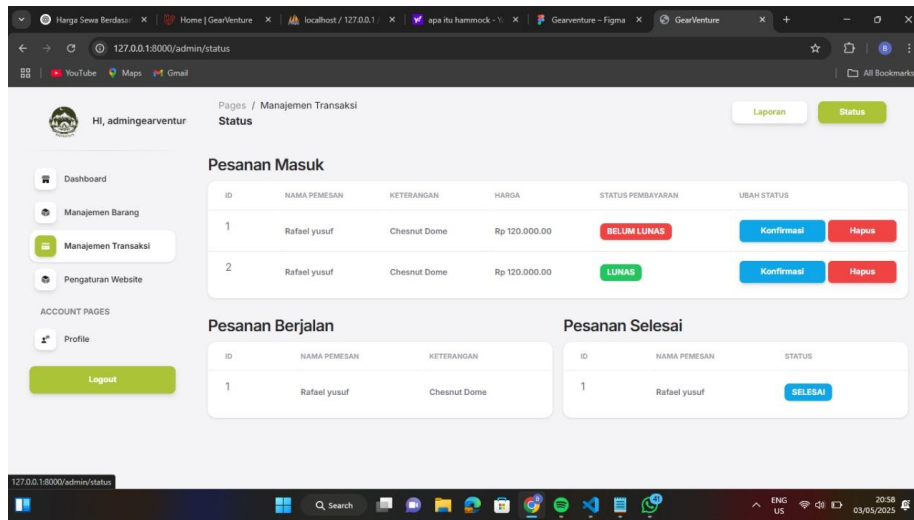 Harga Sewa Berdasar
Home | GearVenture
localhost / 127.0.0.1 /
apa itu hammock - Y
Gearventure – Figma
GearVenture
127.0.0.1:8000/admin/status
YouTube
Maps
Gmail
All Bookmarks
HI, admingearventur
Pages / Manajemen Transaksi
Status
Laporan
Status
Dashboard
Manajemen Barang
Manajemen Transaksi
Pengaturan Website
ACCOUNT PAGES
Profile
Logout
Pesanan Masuk
ID NAMA PEMESAN KETERANGAN HARGA STATUS PEMBAYARAN UBAH STATUS
1 Rafael yusuf Chesnut Dome Rp 120.000.00 BELUM LUNAS Konfirmasi Hapus
2 Rafael yusuf Chesnut Dome Rp 120.000.00 LUNAS Konfirmasi Hapus
Pesanan Berjalan
ID NAMA PEMESAN KETERANGAN
1 Rafael yusuf Chesnut Dome
Pesanan Selesai
ID NAMA PEMESAN STATUS
1 Rafael yusuf SELESAI
127.0.0.1:8000/admin/status
Search
ENG
US
20:58
03/05/2025